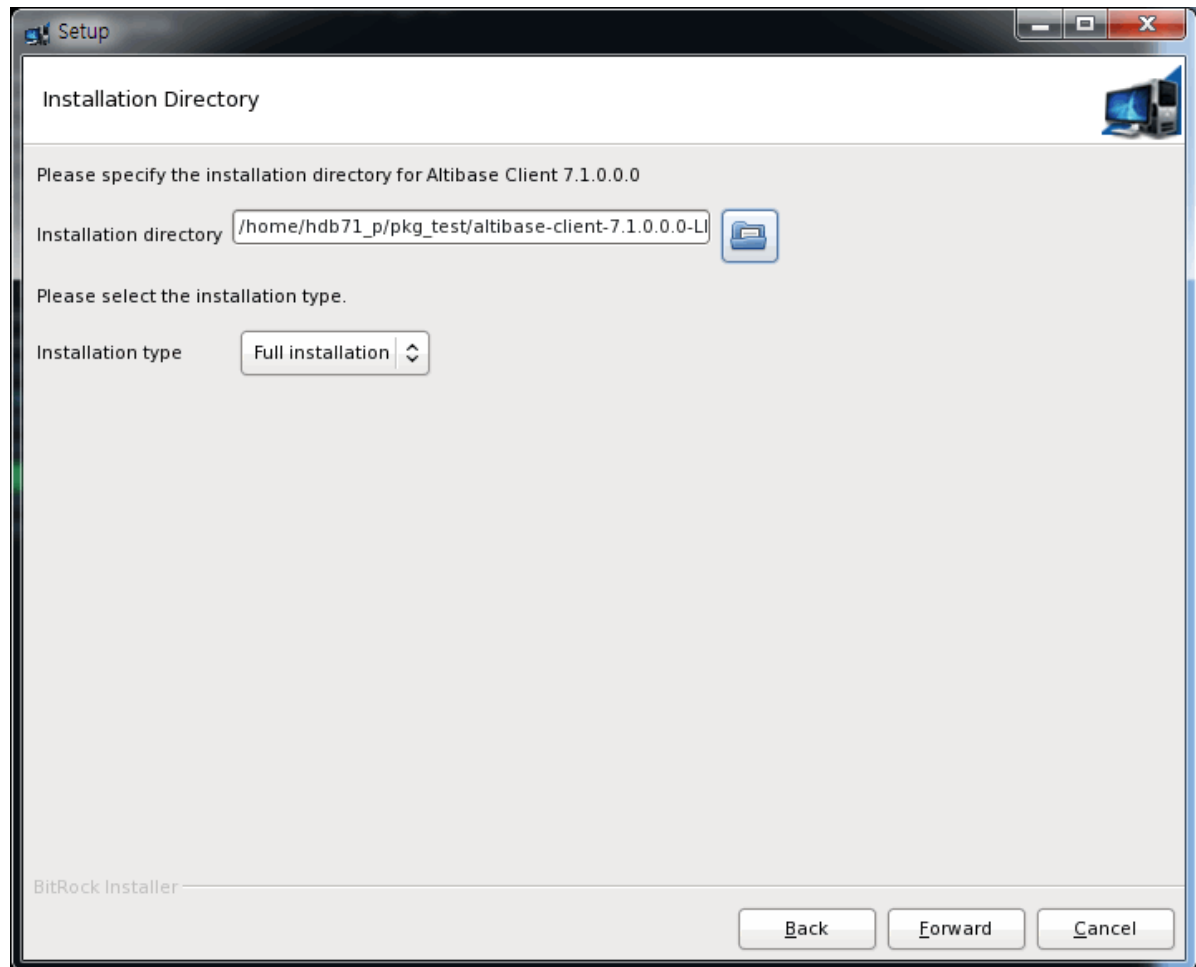 Setup
Installation Directory
Please specify the installation directory for Altibase Client 7.1.0.0.0
Installation directory /home/hdb71_p/pkg_test/altibase-client-7.1.0.0.0-LI
Please select the installation type.
Installation type Full installation
BitRock Installer
Back Forward Cancel